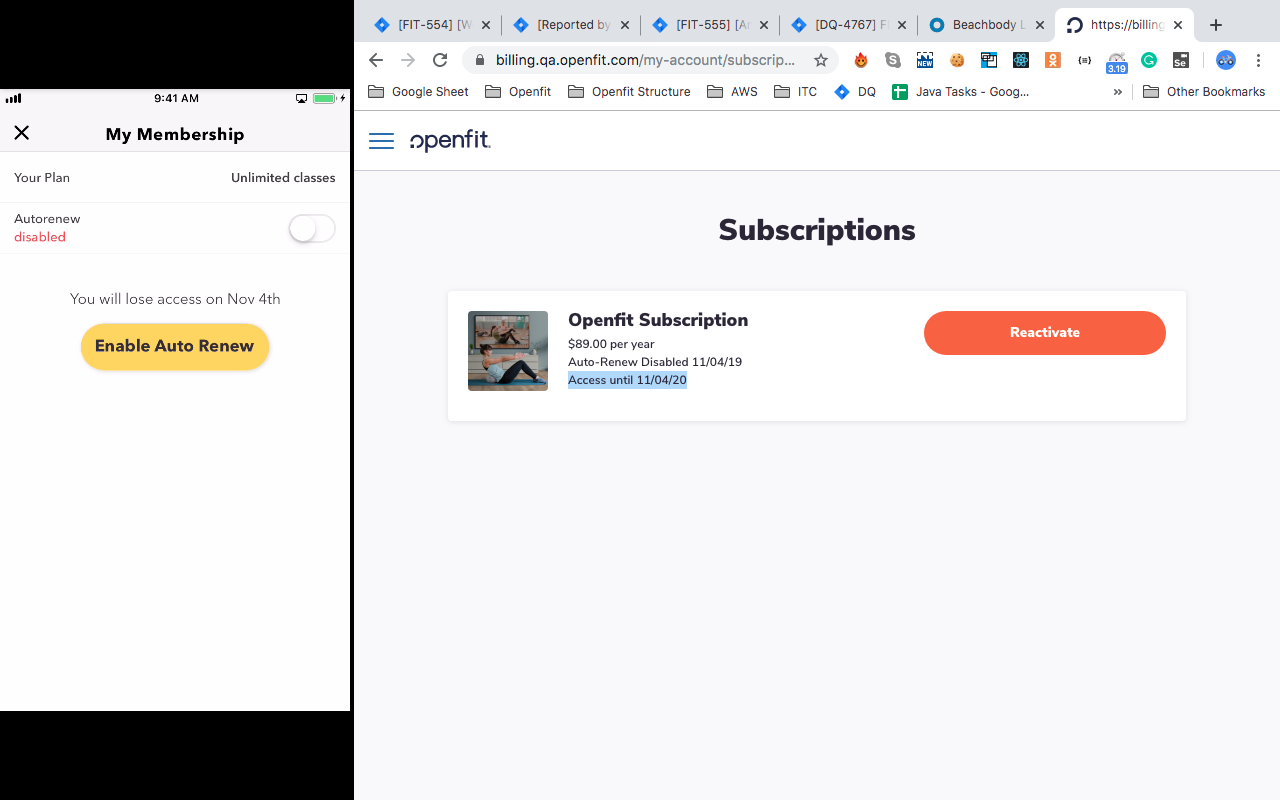 9:41 AM
My Membership
Your Plan
Unlimited classes
Autorenew
disabled
You will lose access on Nov 4th
Enable Auto Renew
[FIT-554] [W
[Reported by
[FIT-555] [A
[DQ-4767] F
Beachbody L
https://billing
billing.qa.openfit.com/my-account/subscrip...
NEW
3.19
Se
Google Sheet
Openfit
Openfit Structure
AWS
ITC
DQ
Java Tasks - Goog...
»
Other Bookmarks
openfit.
Subscriptions
Openfit Subscription
$89.00 per year
Auto-Renew Disabled 11/04/19
Access until 11/04/20
Reactivate